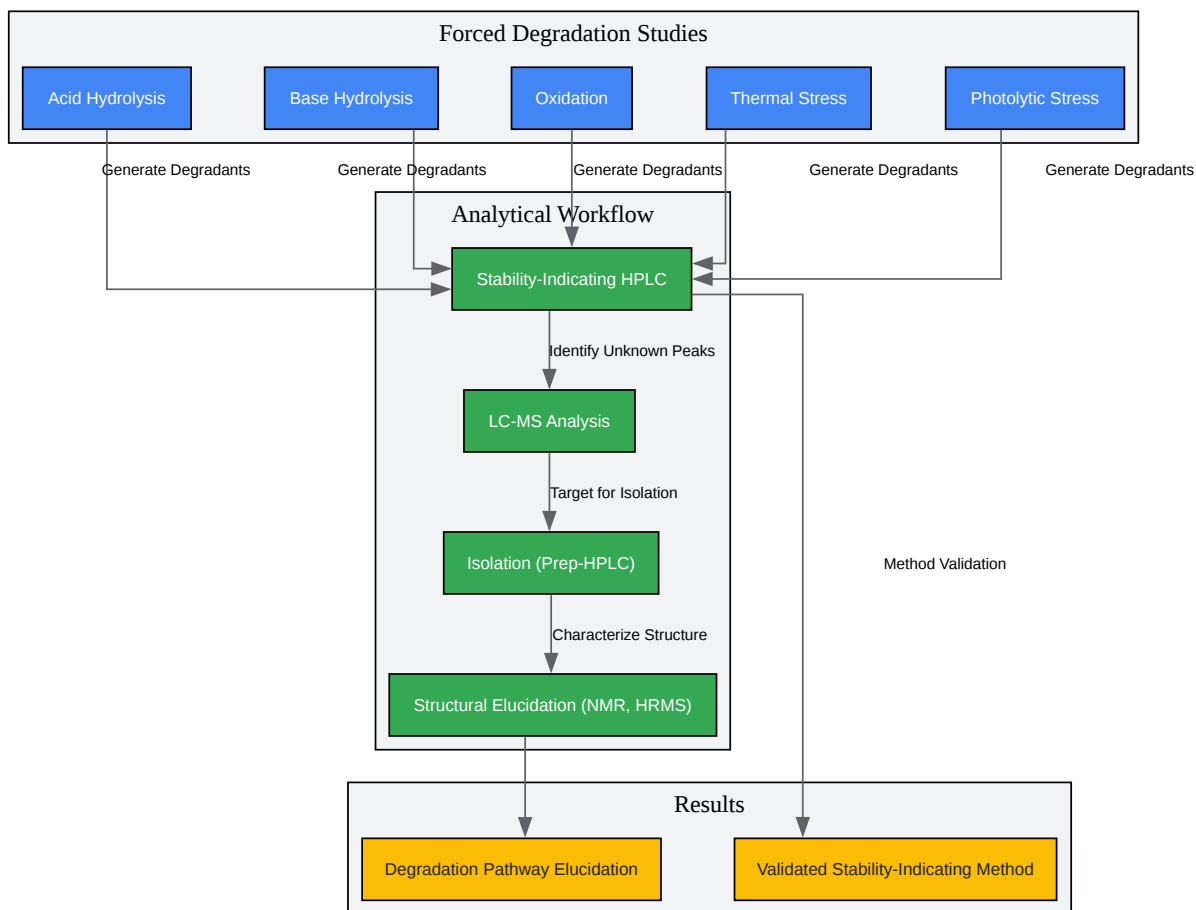 Forced Degradation Studies
Acid Hydrolysis
Base Hydrolysis
Oxidation
Thermal Stress
Photolytic Stress
Generate Degradants
Generate Degradants
Generate Degradants
Generate Degradants
Generate Degradants
Analytical Workflow
Stability-Indicating HPLC
Identify Unknown Peaks
LC-MS Analysis
Target for Isolation
Isolation (Prep-HPLC)
Method Validation
Characterize Structure
Structural Elucidation (NMR, HRMS)
Results
Degradation Pathway Elucidation
Validated Stability-Indicating Method